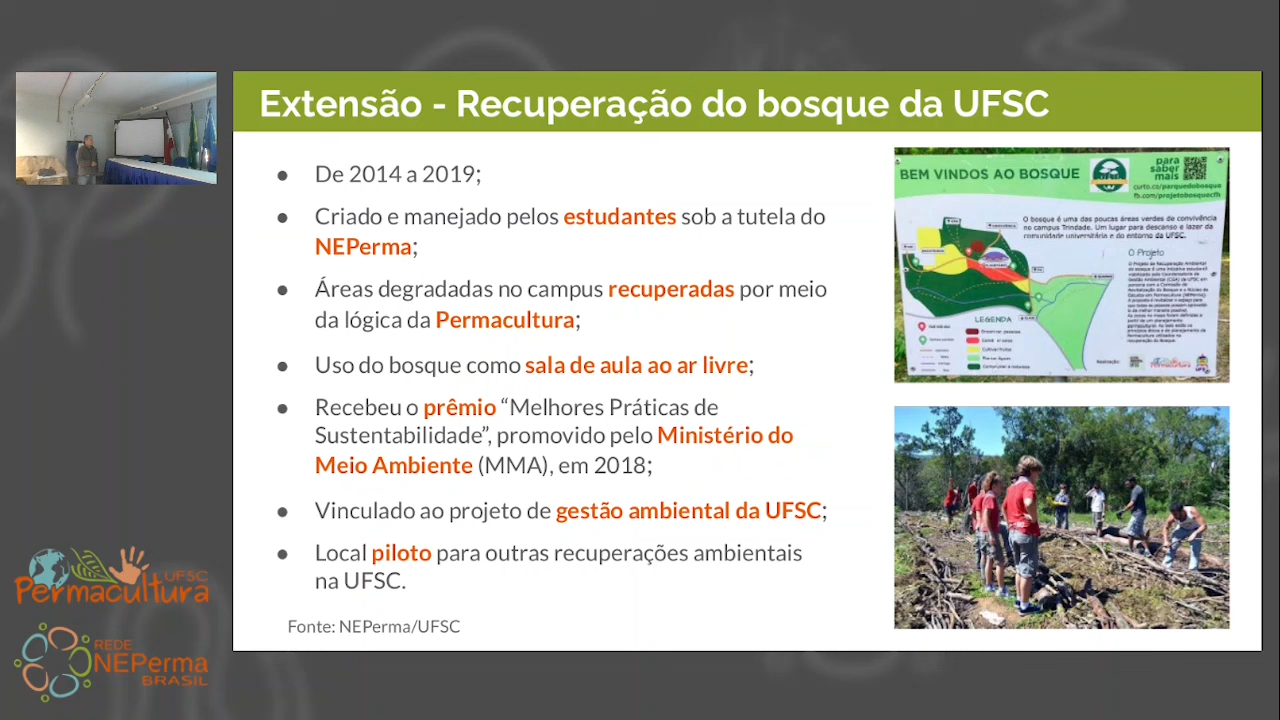 Extensão - Recuperação do bosque da UFSC
● De 2014 a 2019;
● Criado e manejado pelos estudantes sob a tutela do
NEPerma;
● Áreas degradadas no campus recuperadas por meio
da lógica da Permacultura;
● Uso do bosque como sala de aula ao ar livre;
● Recebeu o prêmio “Melhores Práticas de
Sustentabilidade”, promovido pelo Ministério do
Meio Ambiente (MMA), em 2018;
● Vinculado ao projeto de gestão ambiental da UFSC;
● Local piloto para outras recuperações ambientais
na UFSC.
Fonte: NEPerma/UFSC
BEM VINDOS AO BOSQUE
para
saber
mais
curto.co/parquedobosque
fb.com/projetobosquecfh
O bosque é uma das poucas áreas verdes de convivência
no campus Trindade. Um lugar para descanso e lazer da
comunidade universitária e do entorno da UFSC.
O Projeto
LEGENDA
UFSC
Permacultura
REDE
NEPerma
BRASIL